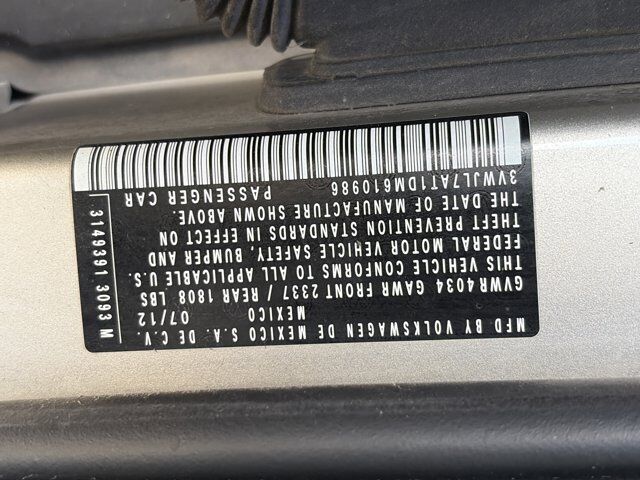 MFD BY VOLKSWAGEN DE MEXICO S.A. DE C.V.
MEXICO 07/12
GVWR4034 GAWR FRONT 2337 / REAR 1808 LBS
THIS VEHICLE CONFORMS TO ALL APPLICABLE U.S.
FEDERAL MOTOR VEHICLE SAFETY, BUMPER AND
THEFT PREVENTION STANDARDS IN EFFECT ON
THE DATE OF MANUFACTURE SHOWN ABOVE.
3VWJL7AT1DM610986 PASSENGER CAR
3149391 3093 M